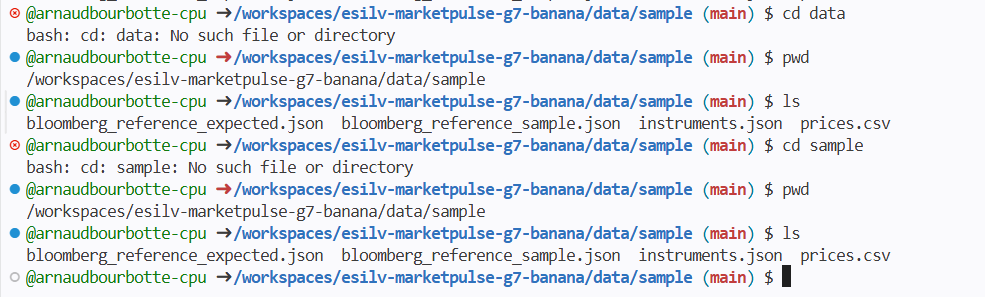 @arnaudbourbotte-cpu ➜/workspaces/esilv-marketpulse-g7-banana/data/sample (main) $ cd data
bash: cd: data: No such file or directory
@arnaudbourbotte-cpu ➜/workspaces/esilv-marketpulse-g7-banana/data/sample (main) $ pwd
/workspaces/esilv-marketpulse-g7-banana/data/sample
@arnaudbourbotte-cpu ➜/workspaces/esilv-marketpulse-g7-banana/data/sample (main) $ ls
bloomberg_reference_expected.json  bloomberg_reference_sample.json  instruments.json  prices.csv
@arnaudbourbotte-cpu ➜/workspaces/esilv-marketpulse-g7-banana/data/sample (main) $ cd sample
bash: cd: sample: No such file or directory
@arnaudbourbotte-cpu ➜/workspaces/esilv-marketpulse-g7-banana/data/sample (main) $ pwd
/workspaces/esilv-marketpulse-g7-banana/data/sample
@arnaudbourbotte-cpu ➜/workspaces/esilv-marketpulse-g7-banana/data/sample (main) $ ls
bloomberg_reference_expected.json  bloomberg_reference_sample.json  instruments.json  prices.csv
@arnaudbourbotte-cpu ➜/workspaces/esilv-marketpulse-g7-banana/data/sample (main) $